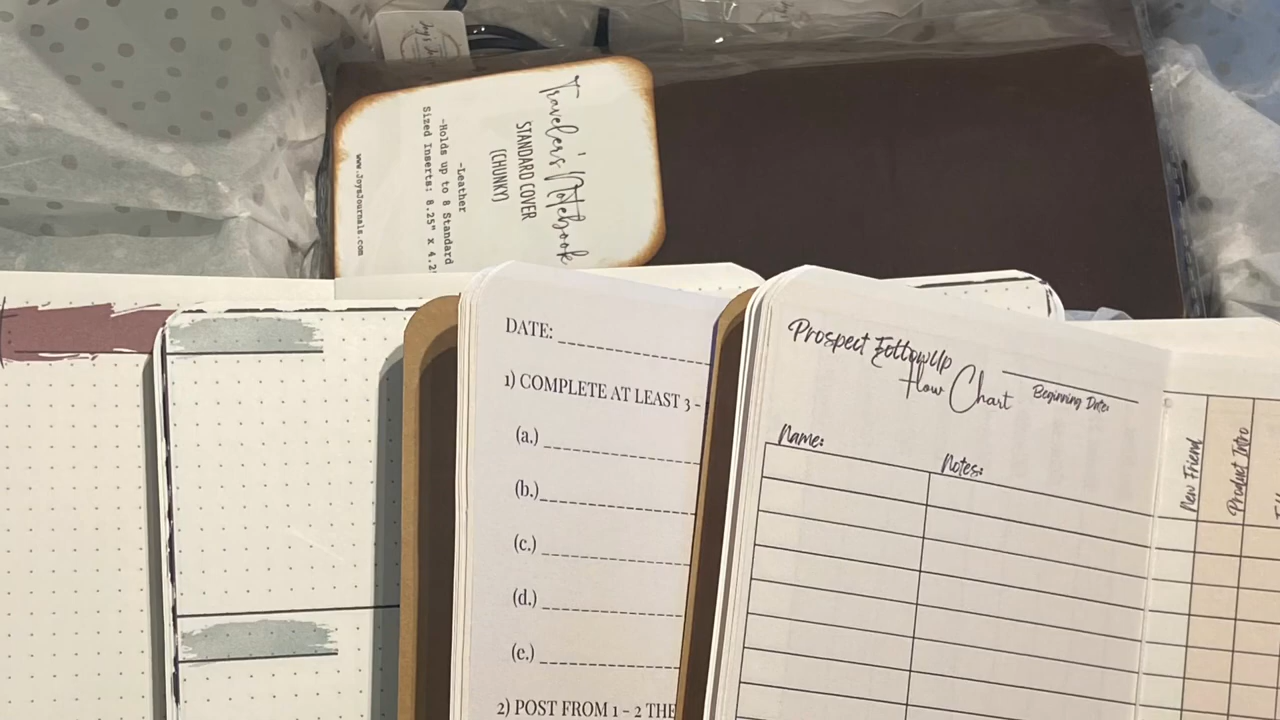 Traveler's Notebook
STANDARD COVER
(CHUNKY)
-Leather
-Holds up to 8 Standard
Sized Inserts: 8.25" x 4.2
www.JoysJournals.com
DATE:
1) COMPLETE AT LEAST 3 -
(a.)
(b.)
(c.)
(d.)
(e.)
2) POST FROM 1 - 2 THE
Prospect FollowUp
Flow Chart
Beginning Date:
Name:
Notes:
New Friend
Product Intro